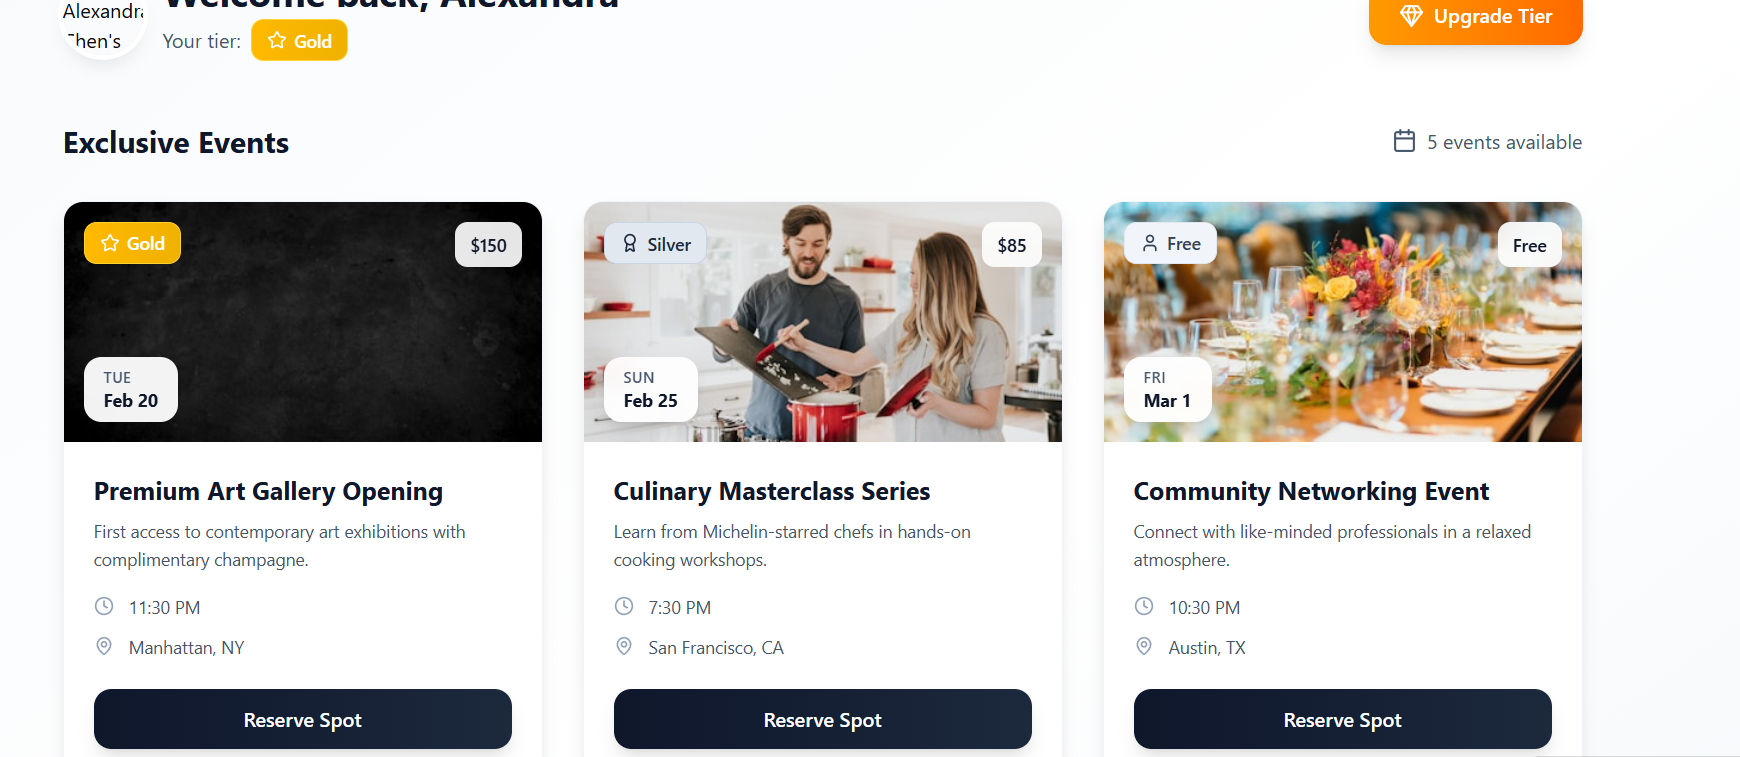 Welcome back, Alexandra
Alexandra
Chen's
Your tier:
Gold
Upgrade Tier
Exclusive Events
5 events available
Gold
$150
TUE
Feb 20
Premium Art Gallery Opening
First access to contemporary art exhibitions with
complimentary champagne.
11:30 PM
Manhattan, NY
Reserve Spot
Silver
$85
SUN
Feb 25
Culinary Masterclass Series
Learn from Michelin-starred chefs in hands-on
cooking workshops.
7:30 PM
San Francisco, CA
Reserve Spot
Free
Free
FRI
Mar 1
Community Networking Event
Connect with like-minded professionals in a relaxed
atmosphere.
10:30 PM
Austin, TX
Reserve Spot